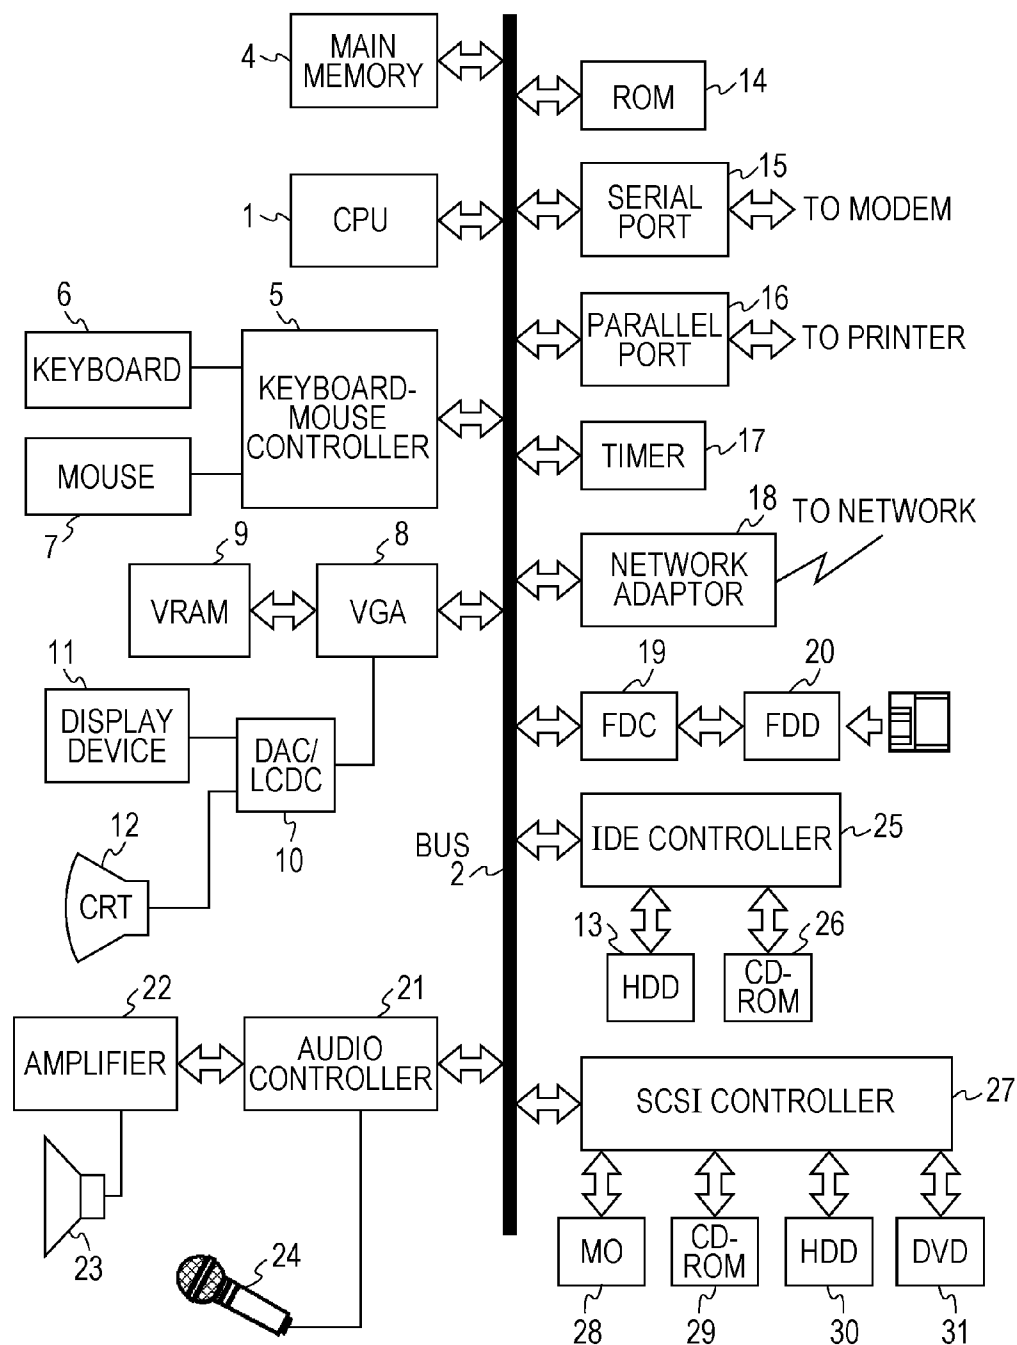 4
MAIN
MEMORY
14
ROM
1
CPU
15
SERIAL
PORT
TO MODEM
6
KEYBOARD
5
KEYBOARD-
MOUSE
CONTROLLER
16
PARALLEL
PORT
TO PRINTER
MOUSE
7
TIMER
17
9
VRAM
8
VGA
18
NETWORK
ADAPTOR
TO NETWORK
11
DISPLAY
DEVICE
DAC/
LCDC
10
19
FDC
20
FDD
12
CRT
BUS
2
IDE CONTROLLER
25
13
HDD
26
CD-
ROM
22
AMPLIFIER
21
AUDIO
CONTROLLER
SCSI CONTROLLER
27
23
24
MO
28
CD-
ROM
29
HDD
30
DVD
31